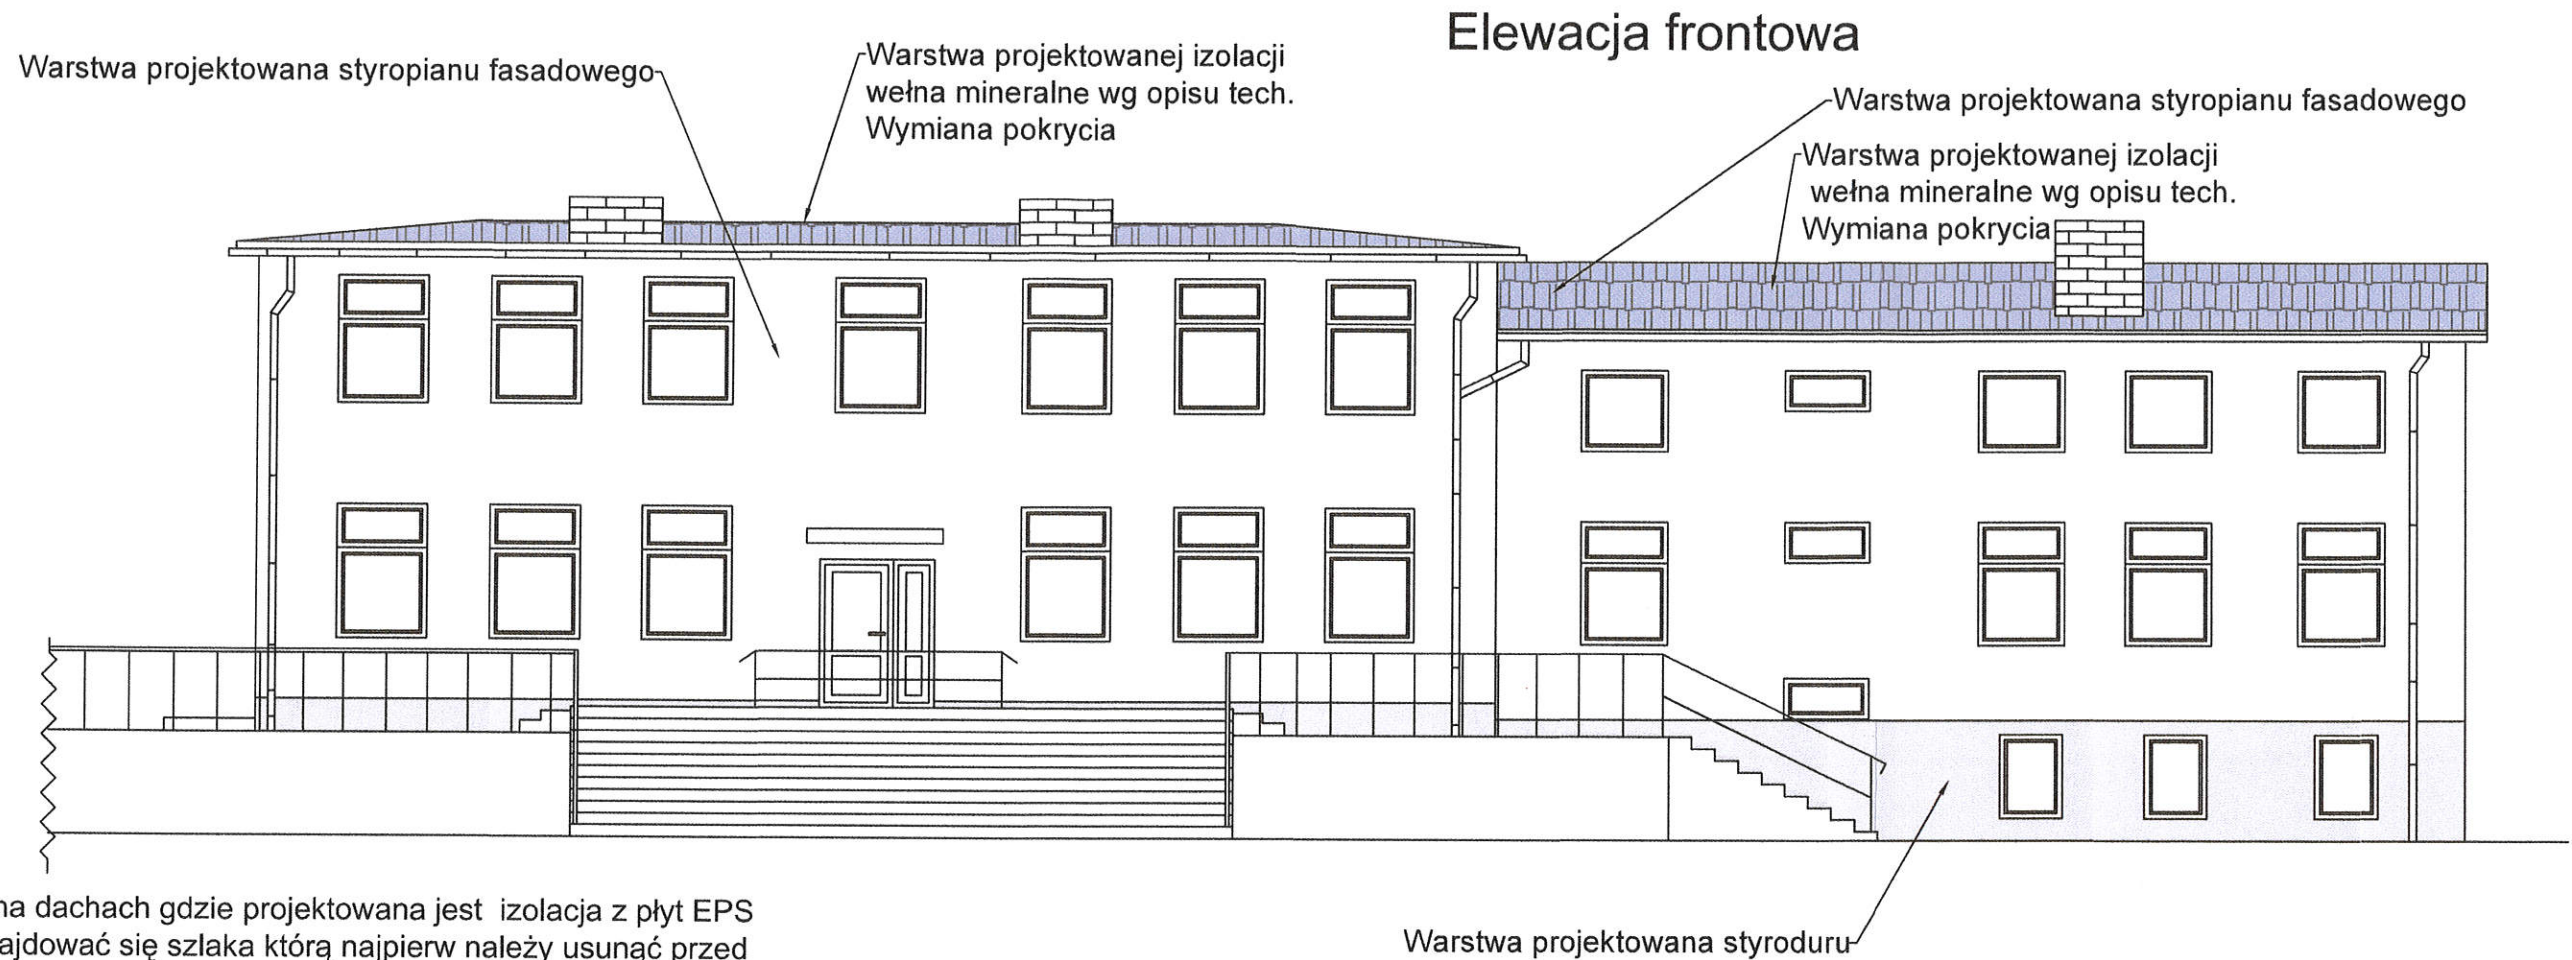 Elewacja frontowa
Warstwa projektowana styropianu fasadowego
Warstwa projektowanej izolacji
wełna mineralne wg opisu tech.
Wymiana pokrycia
Warstwa projektowana styropianu fasadowego
Warstwa projektowanej izolacji
wełna mineralne wg opisu tech.
Wymiana pokrycia
na dachach gdzie projektowana jest izolacja z płyt EPS
ajdować się szlaka którą najpierw należy usunąć przed
Warstwa projektowana styroduru